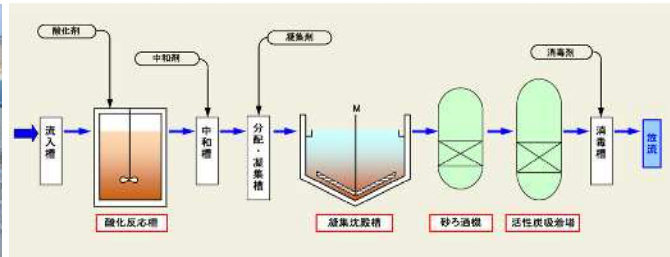 酸化剤
中和剤
凝集剤
消毒剤
M
流入槽
中和槽
分配・凝集槽
消毒槽
放流
酸化反応槽
凝集沈殿槽
砂ろ過機
活性炭吸着塔